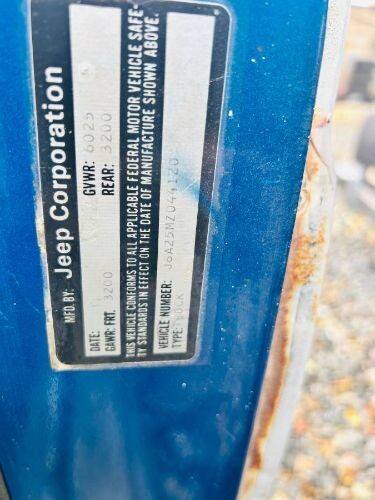 MFD. BY: Jeep Corporation
DATE: GVWR: 6025
GAWR: FRT. 3200 REAR: 3200
THIS VEHICLE CONFORMS TO ALL APPLICABLE FEDERAL MOTOR VEHICLE SAFE-
TY STANDARDS IN EFFECT ON THE DATE OF MANUFACTURE SHOWN ABOVE.
VEHICLE NUMBER: J6A25MZ044120
TYPE: